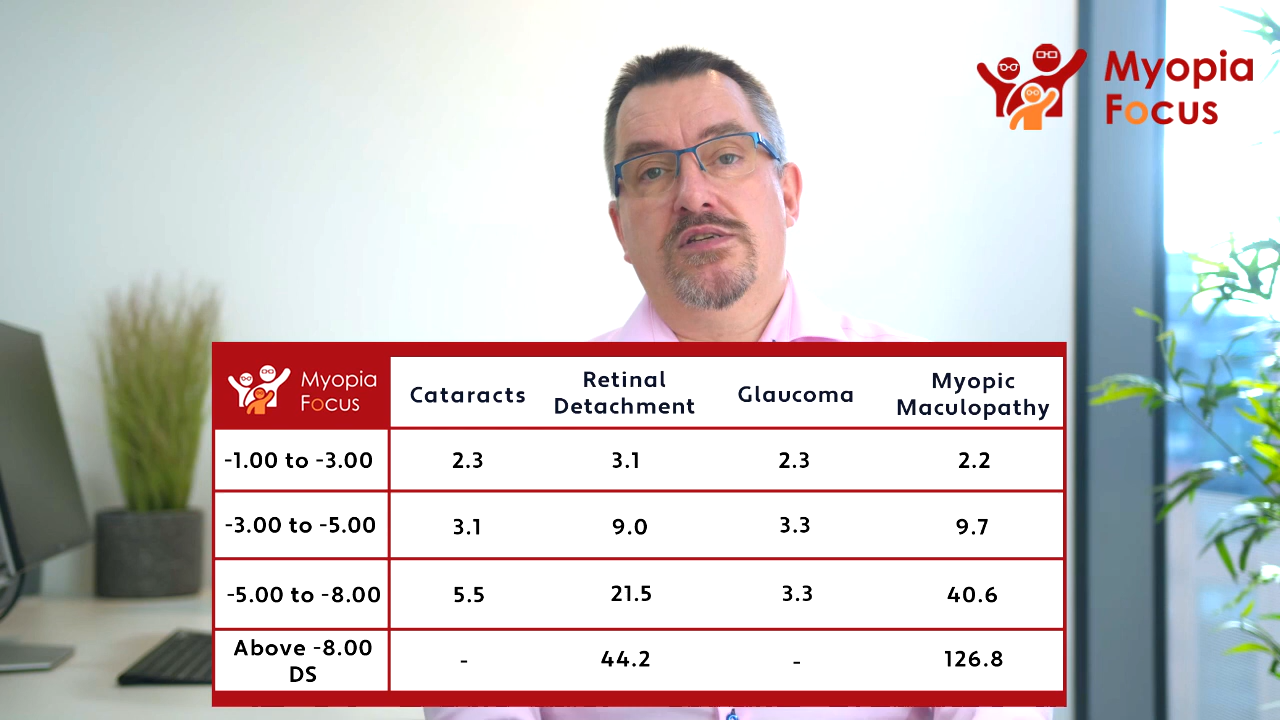 Myopia
Focus
Myopia
Focus
Cataracts
Retinal
Detachment
Glaucoma
Myopic
Maculopathy
-1.00 to -3.00 2.3 3.1 2.3 2.2
-3.00 to -5.00 3.1 9.0 3.3 9.7
-5.00 to -8.00 5.5 21.5 3.3 40.6
Above -8.00
DS
- 44.2 - 126.8